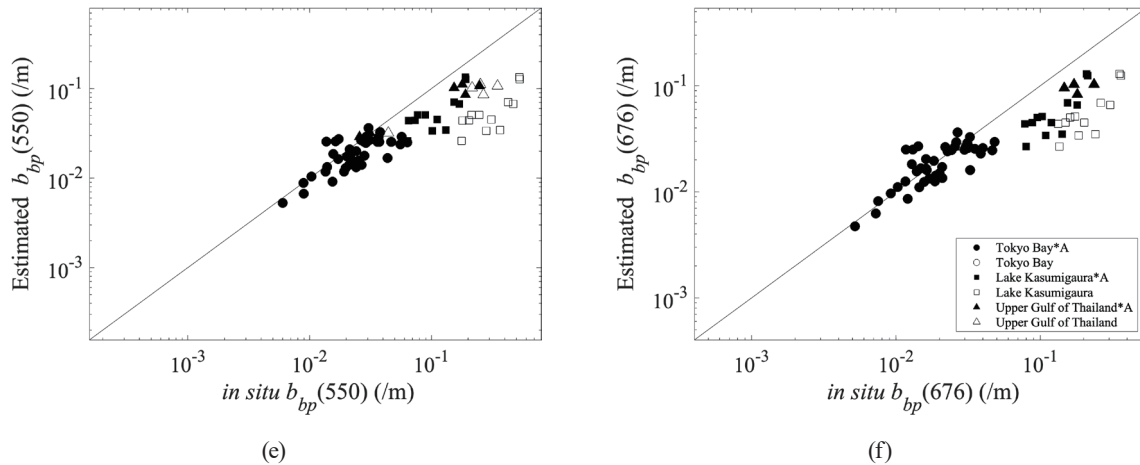 Estimated b_bp(550) (/m)
10⁻¹
10⁻²
10⁻³
10⁻³ 10⁻² 10⁻¹
in situ b_bp(550) (/m)
(e)
Estimated b_bp(676) (/m)
10⁻¹
10⁻²
10⁻³
Tokyo Bay*A
Tokyo Bay
Lake Kasumigaura*A
Lake Kasumigaura
Upper Gulf of Thailand*A
Upper Gulf of Thailand
10⁻³ 10⁻² 10⁻¹
in situ b_bp(676) (/m)
(f)